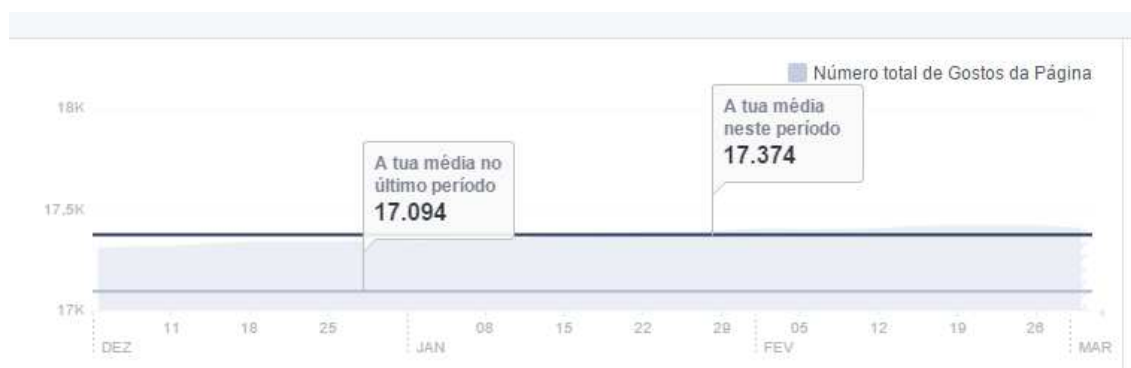 Número total de Gostos da Página
18K
A tua média
neste período
17.374
A tua média no
último período
17.094
17,5K
17K
11 18 25 08 15 22 29 05 12 19 26
DEZ JAN FEV MAR